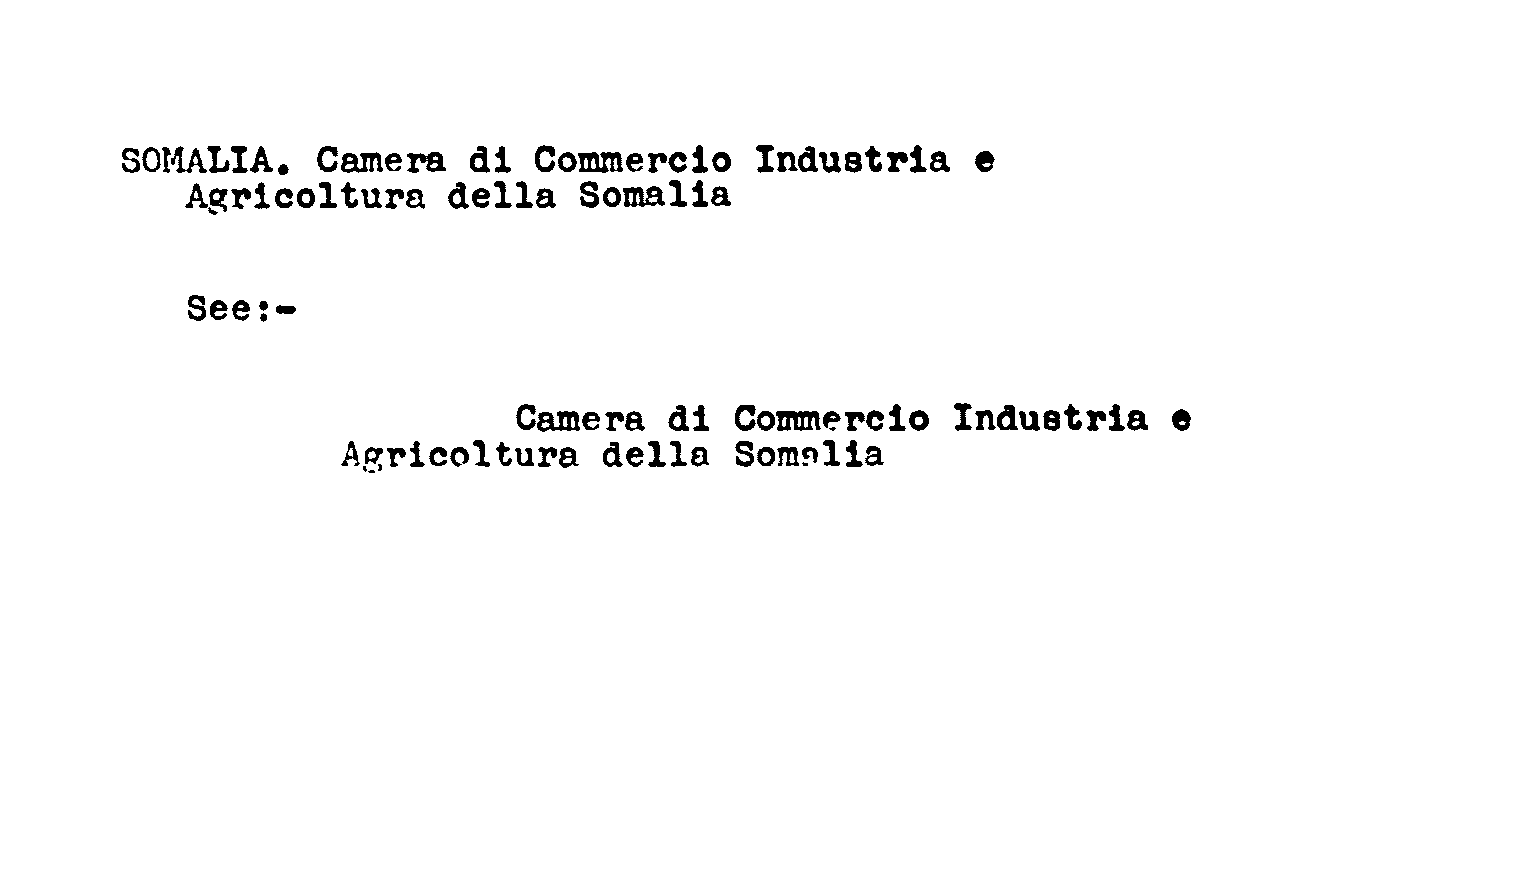 SOMALIA. Camera di Commercio Industria e
Agricoltura della Somalia
See:-
Camera di Commercio Industria e
Agricoltura della Somalia